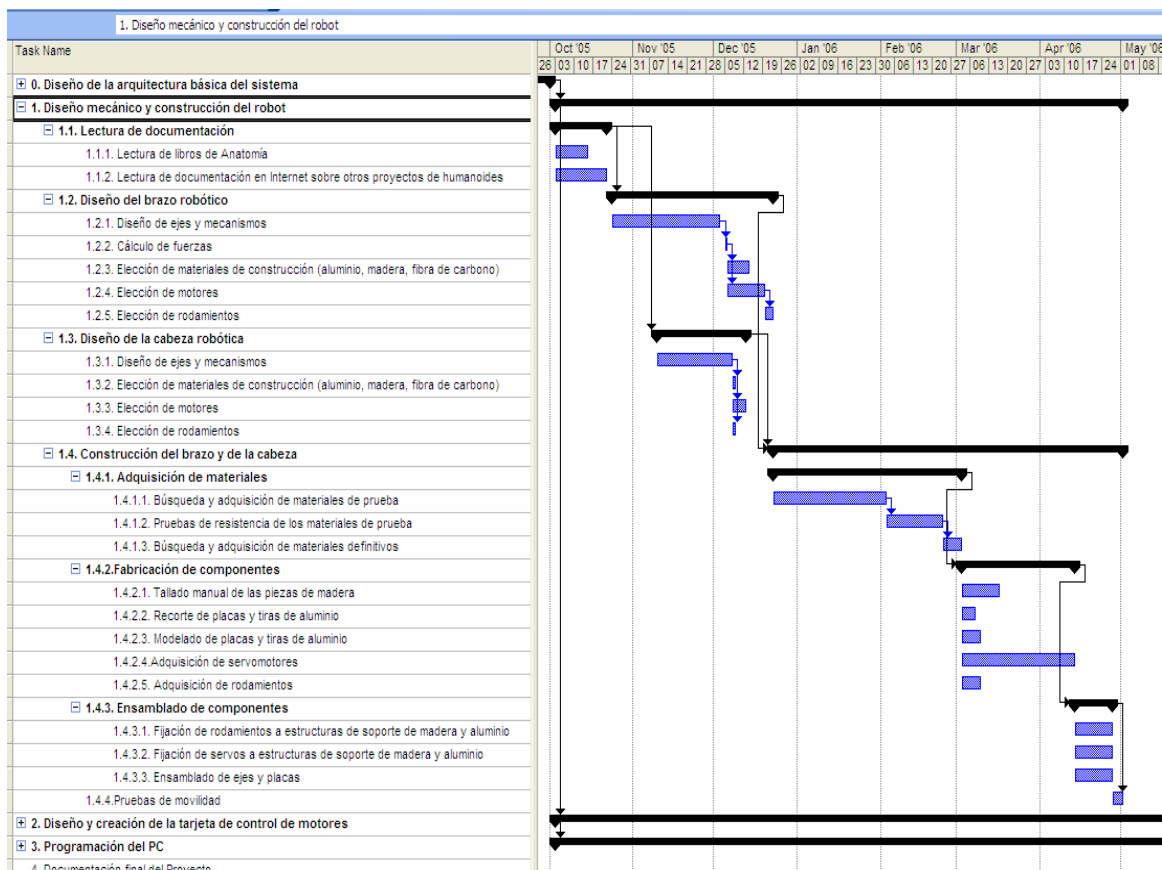 1. Diseño mecánico y construcción del robot
Task Name
Oct '05 Nov '05 Dec '05 Jan '06 Feb '06 Mar '06 Apr '06 May '06
26 03 10 17 24 31 07 14 21 28 05 12 19 26 02 09 16 23 30 06 13 20 27 06 13 20 27 03 10 17 24 01 08
0. Diseño de la arquitectura básica del sistema
1. Diseño mecánico y construcción del robot
1.1. Lectura de documentación
1.1.1. Lectura de libros de Anatomía
1.1.2. Lectura de documentación en Internet sobre otros proyectos de humanoides
1.2. Diseño del brazo robótico
1.2.1. Diseño de ejes y mecanismos
1.2.2. Cálculo de fuerzas
1.2.3. Elección de materiales de construcción (aluminio, madera, fibra de carbono)
1.2.4. Elección de motores
1.2.5. Elección de rodamientos
1.3. Diseño de la cabeza robótica
1.3.1. Diseño de ejes y mecanismos
1.3.2. Elección de materiales de construcción (aluminio, madera, fibra de carbono)
1.3.3. Elección de motores
1.3.4. Elección de rodamientos
1.4. Construcción del brazo y de la cabeza
1.4.1. Adquisición de materiales
1.4.1.1. Búsqueda y adquisición de materiales de prueba
1.4.1.2. Pruebas de resistencia de los materiales de prueba
1.4.1.3. Búsqueda y adquisición de materiales definitivos
1.4.2.Fabricación de componentes
1.4.2.1. Tallado manual de las piezas de madera
1.4.2.2. Recorte de placas y tiras de aluminio
1.4.2.3. Modelado de placas y tiras de aluminio
1.4.2.4.Adquisición de servomotores
1.4.2.5. Adquisición de rodamientos
1.4.3. Ensamblado de componentes
1.4.3.1. Fijación de rodamientos a estructuras de soporte de madera y aluminio
1.4.3.2. Fijación de servos a estructuras de soporte de madera y aluminio
1.4.3.3. Ensamblado de ejes y placas
1.4.4.Pruebas de movilidad
2. Diseño y creación de la tarjeta de control de motores
3. Programación del PC
4. Documentación final del Proyecto